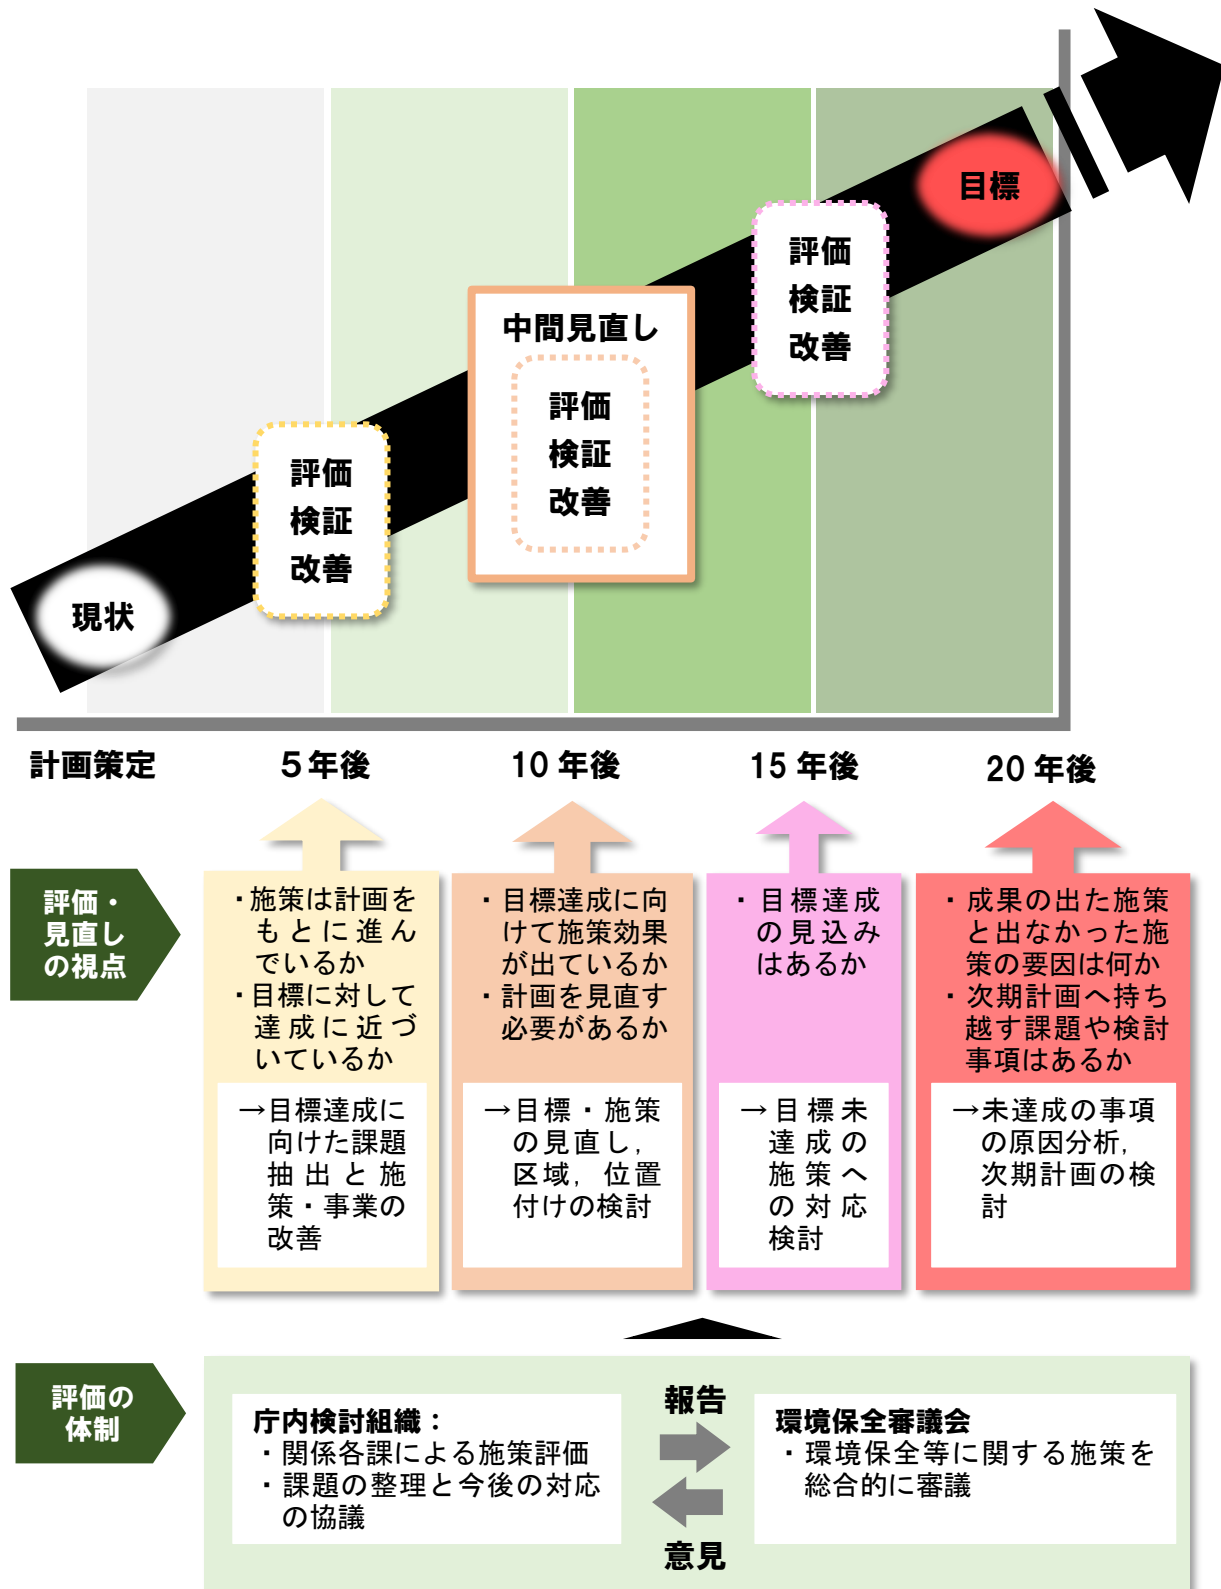 目標
評価
検証
改善
中間見直し
評価
検証
改善
評価
検証
改善
現状
計画策定
5年後
10年後
15年後
20年後
評価・
見直し
の視点
・施策は計画を
もとに進ん
でいるか
・目標に対して
達成に近づ
いているか
→目標達成に
向けた課題
抽出と施
策・事業の
改善
・目標達成に向
けて施策効果
が出ているか
・計画を見直す
必要があるか
→目標・施策
の見直し,
区域, 位置
付けの検討
・目標達成
の見込み
はあるか
→目標未
達成の
施策へ
の対応
検討
・成果の出た施策
と出なかった施
策の要因は何か
・次期計画へ持ち
越す課題や検討
事項はあるか
→未達成の事項
の原因分析,
次期計画の検
討
評価の
体制
庁内検討組織：
・関係各課による施策評価
・課題の整理と今後の対応
の協議
報告
意見
環境保全審議会
・環境保全等に関する施策を
総合的に審議